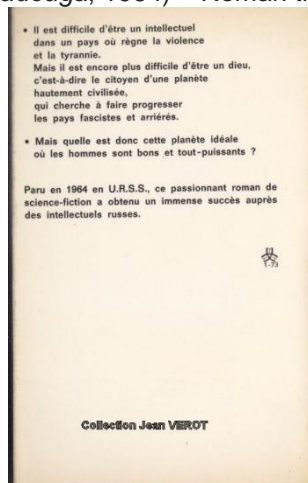 • Il est difficile d'être un intellectuel
dans un pays où règne la violence
et la tyrannie.
Mais il est encore plus difficile d'être un dieu,
c'est-à-dire le citoyen d'une planète
hautement civilisée,
qui cherche à faire progresser
les pays fascistes et arriérés.
• Mais quelle est donc cette planète idéale
où les hommes sont bons et tout-puissants ?
Paru en 1964 en U.R.S.S., ce passionnant roman de
science-fiction a obtenu un immense succès auprès
des intellectuels russes.
1-73
Collection Jean VEROT